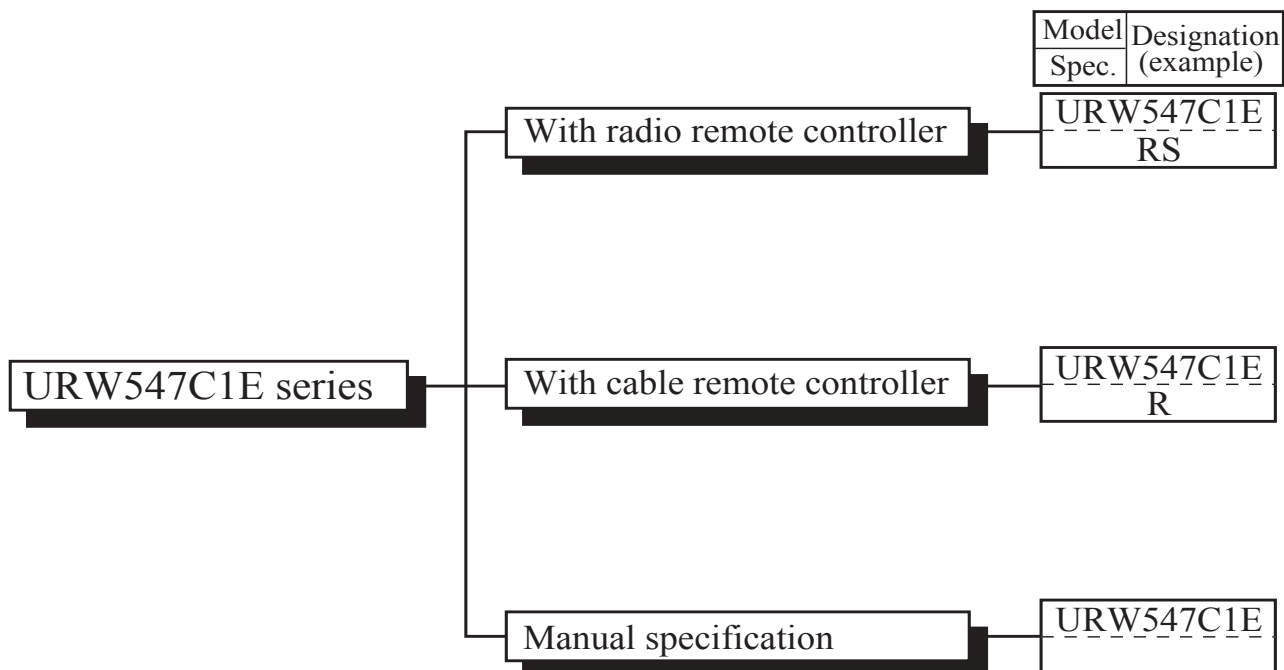 Model
Spec.
Designation
(example)
With radio remote controller
URW547C1E
RS
URW547C1E series
With cable remote controller
URW547C1E
R
Manual specification
URW547C1E